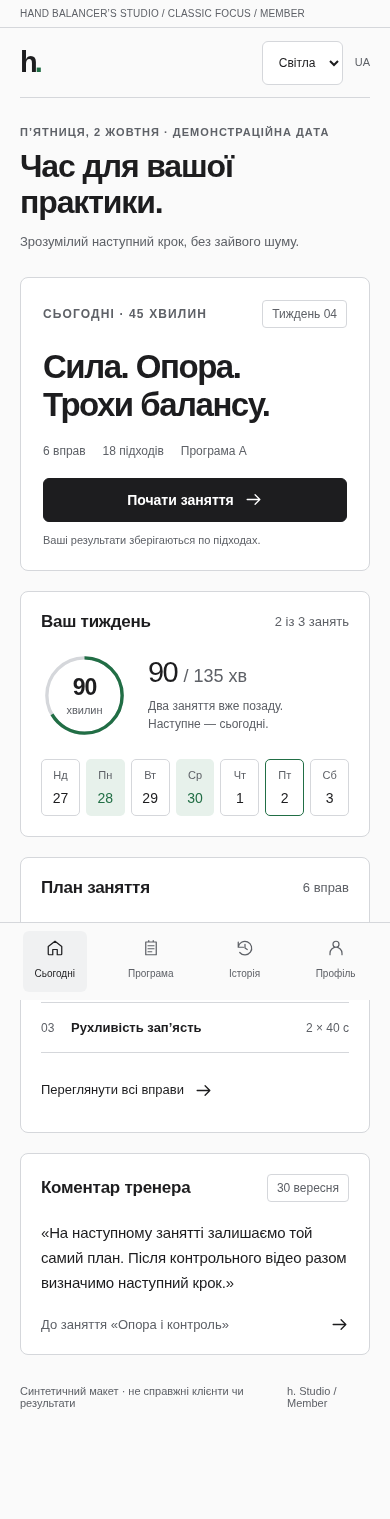 HAND BALANCER'S STUDIO / CLASSIC FOCUS / MEMBER
h.
Світла
UA
П'ЯТНИЦЯ, 2 ЖОВТНЯ · ДЕМОНСТРАЦІЙНА ДАТА
Час для вашої
практики.
Зрозумілий наступний крок, без зайвого шуму.
СЬОГОДНІ · 45 ХВИЛИН
Тиждень 04
Сила. Опора.
Трохи балансу.
6 вправ 18 підходів Програма A
Почати заняття →
Ваші результати зберігаються по підходах.
Ваш тиждень
2 із 3 занять
90
хвилин
90 / 135 хв
Два заняття вже позаду.
Наступне — сьогодні.
Нд Пн Вт Ср Чт Пт Сб
27 28 29 30 1 2 3
План заняття
6 вправ
Сьогодні Програма Історія Профіль
03 Рухливість зап’ясть 2 × 40 с
Переглянути всі вправи →
Коментар тренера
30 вересня
«На наступному занятті залишаємо той
самий план. Після контрольного відео разом
визначимо наступний крок.»
До заняття «Опора і контроль» →
Синтетичний макет · не справжні клієнти чи
результати
h. Studio /
Member